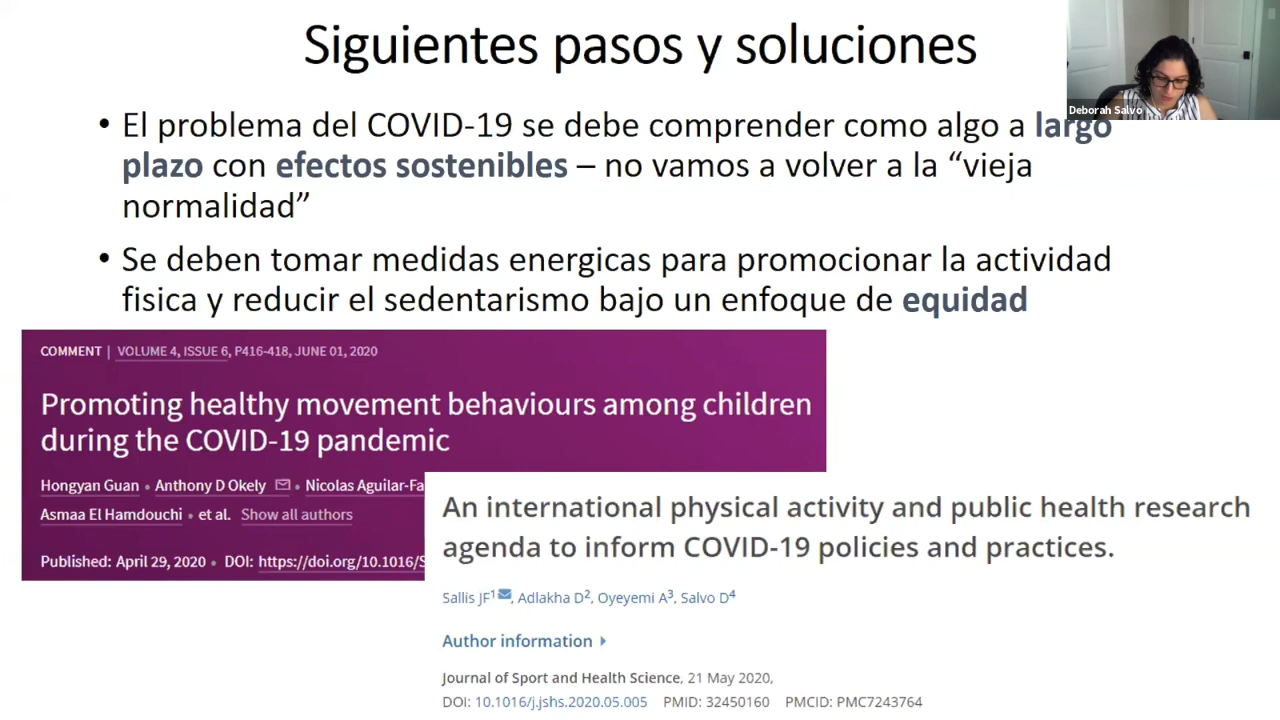 Siguientes pasos y soluciones
Deborah Salvo
• El problema del COVID-19 se debe comprender como algo a largo
plazo con efectos sostenibles – no vamos a volver a la “vieja
normalidad”
• Se deben tomar medidas energicas para promocionar la actividad
fisica y reducir el sedentarismo bajo un enfoque de equidad
COMMENT | VOLUME 4, ISSUE 6, P416-418, JUNE 01, 2020
Promoting healthy movement behaviours among children
during the COVID-19 pandemic
Hongyan Guan • Anthony D Okely • Nicolas Aguilar-Fa
Asmaa El Hamdouchi • et al. Show all authors
Published: April 29, 2020 • DOI: https://doi.org/10.1016/S
An international physical activity and public health research
agenda to inform COVID-19 policies and practices.
Sallis JF1, Adlakha D2, Oyeyemi A3, Salvo D4
Author information
Journal of Sport and Health Science, 21 May 2020,
DOI: 10.1016/j.jshs.2020.05.005 PMID: 32450160 PMCID: PMC7243764